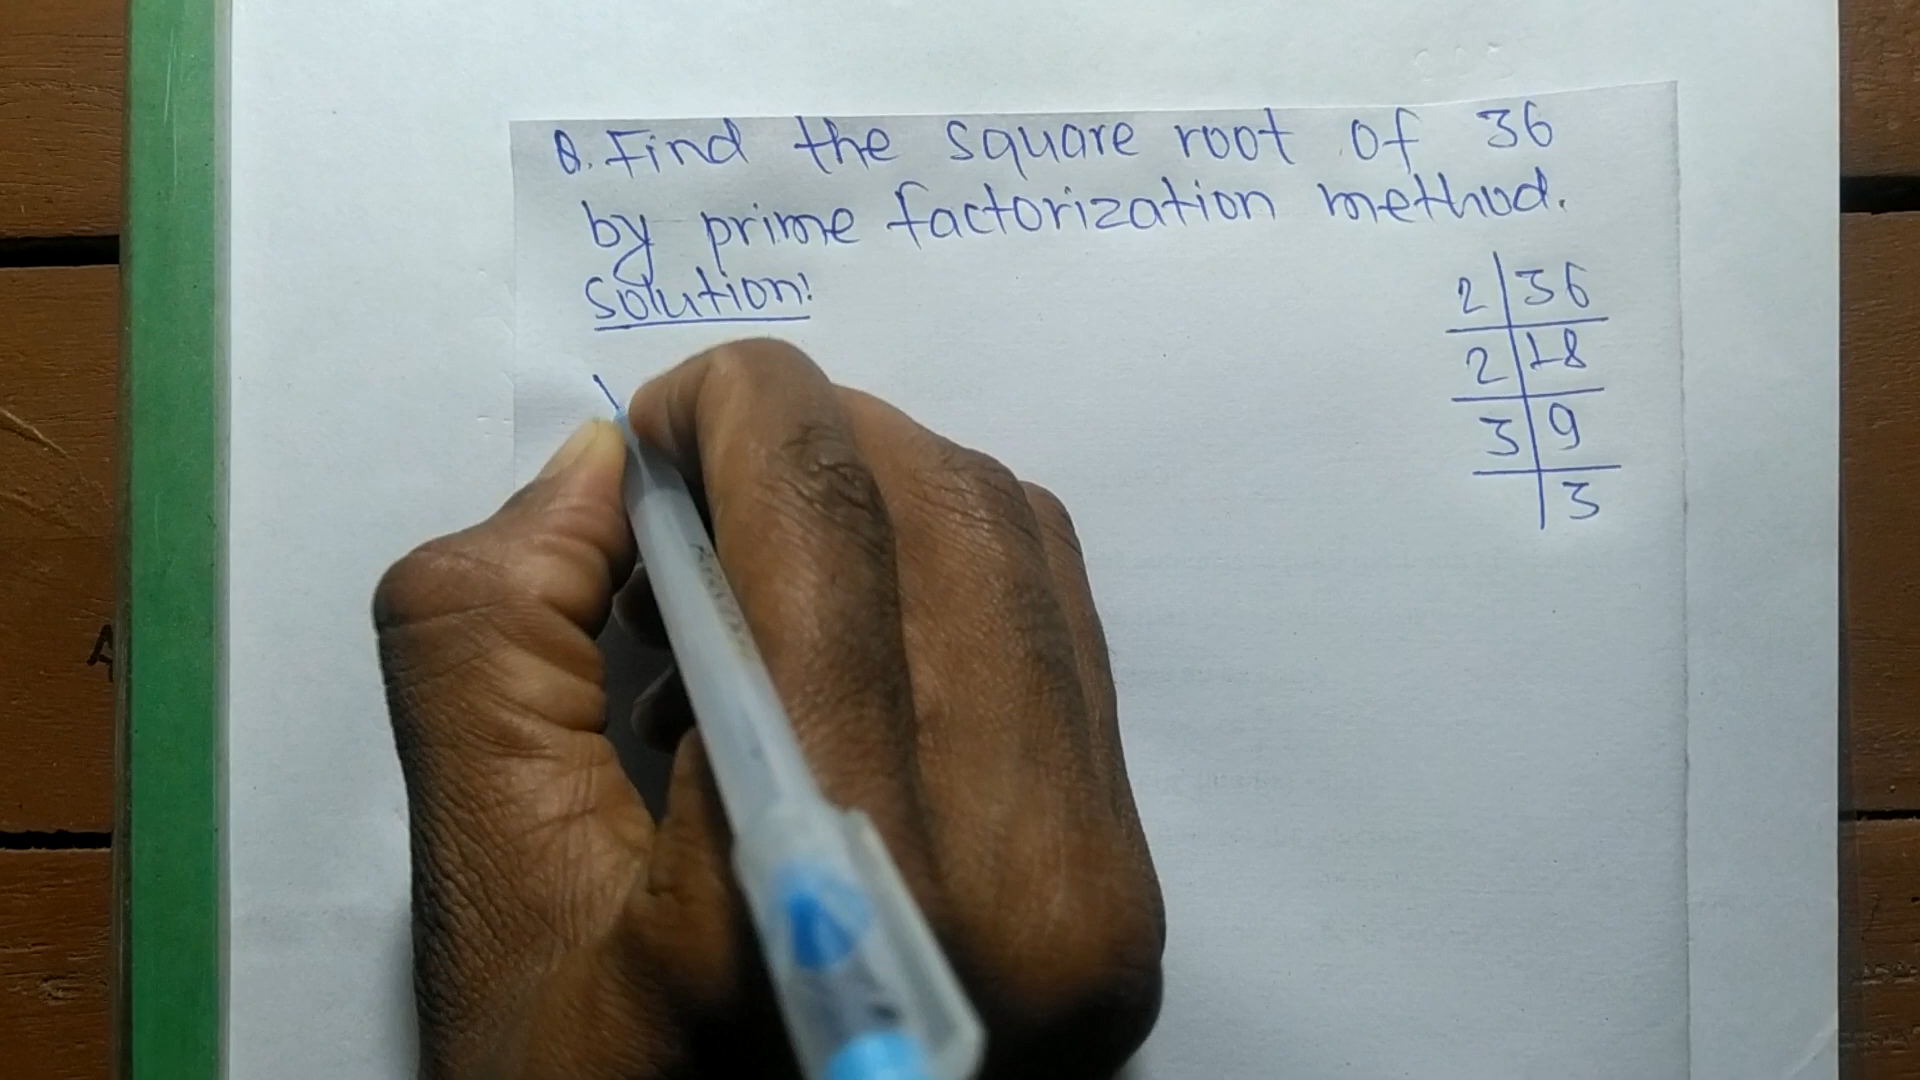 Q. Find the square root of 36
by prime factorization method.
Solution:
2 | 36
2 | 18
3 | 9
| 3
A